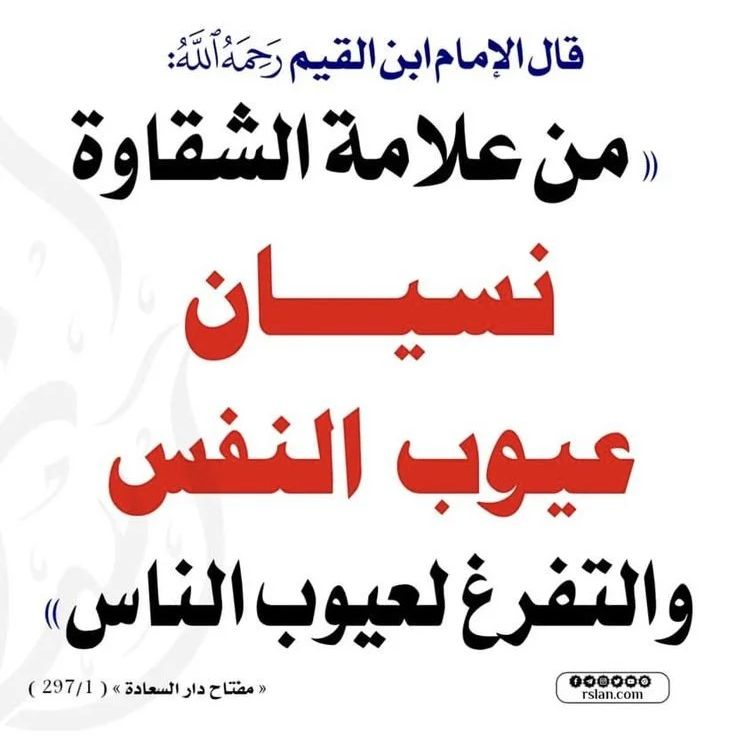 قال الإمام ابن القيم رَحِمَهُ ٱللَّهُ:
(( من علامة الشقاوة
نسيـــان
عيوب النفس
والتفرغ لعيوب الناس ))
« مفتاح دار السعادة » ( 297/1 )
rslan.com